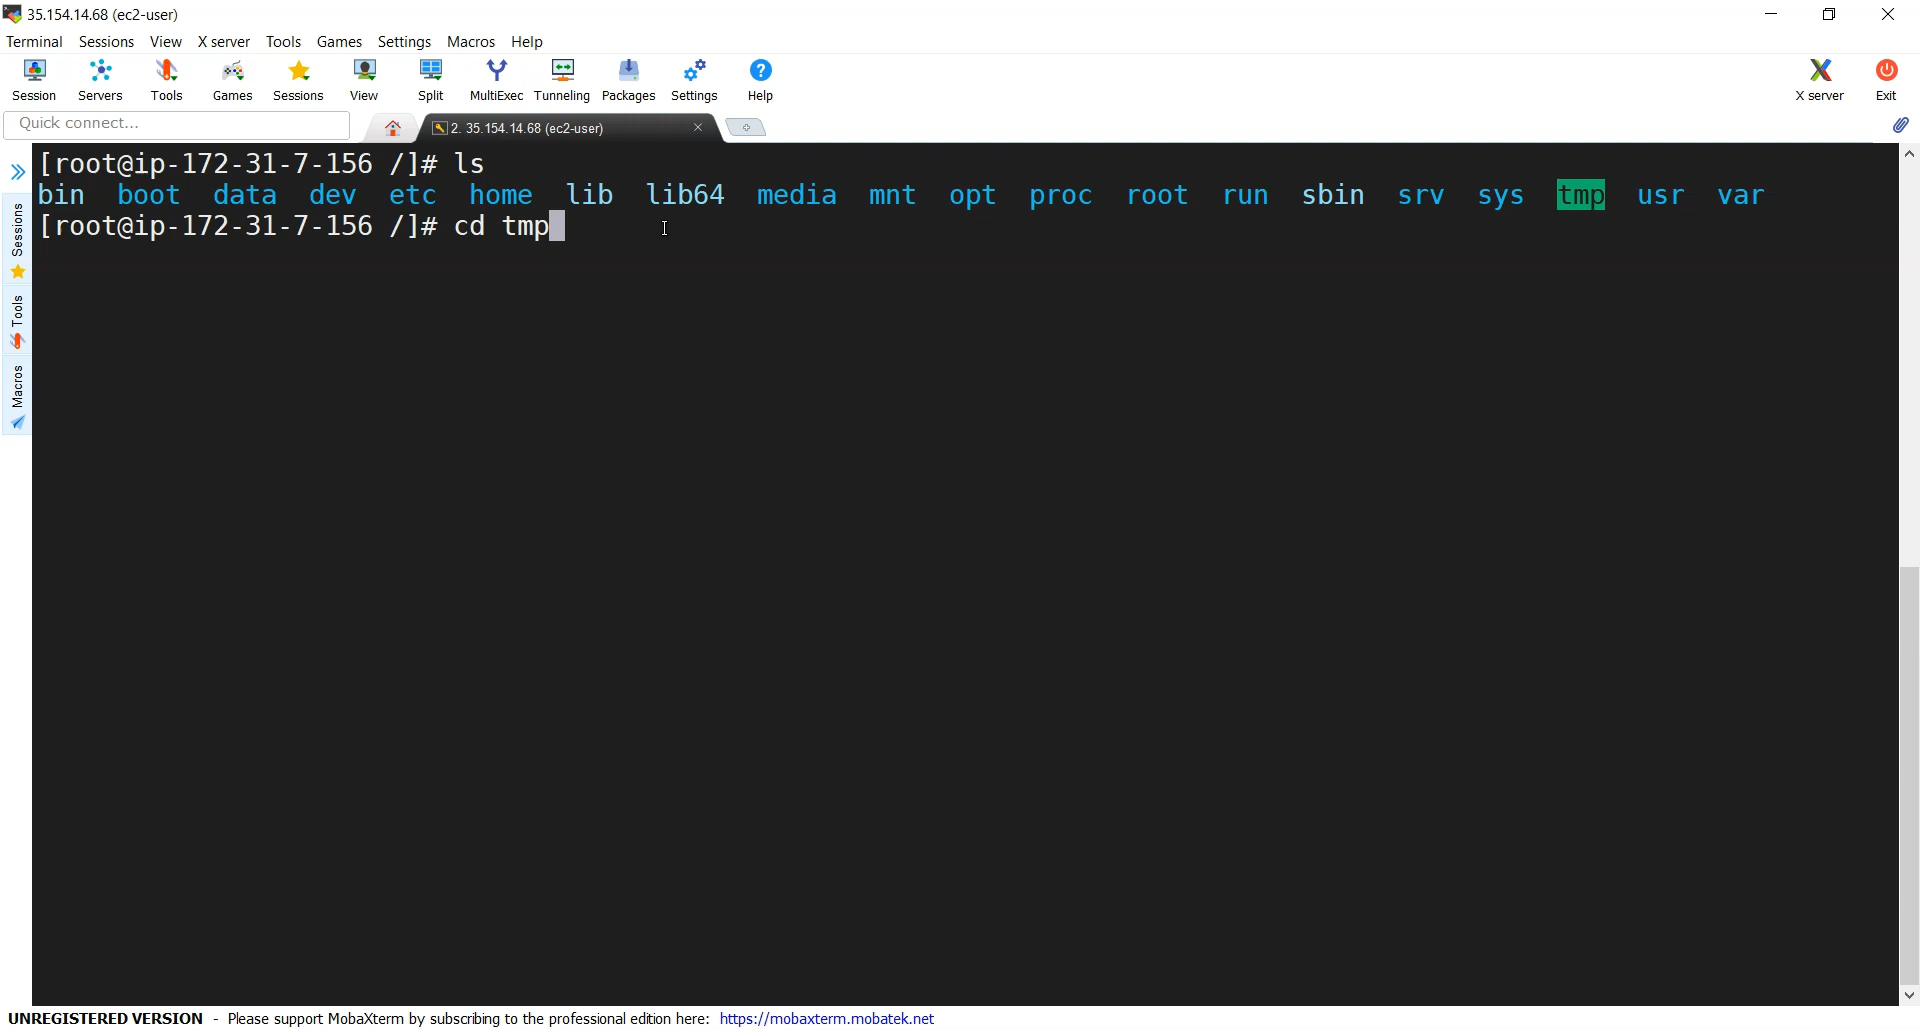 35.154.14.68 (ec2-user)
Terminal Sessions View X server Tools Games Settings Macros Help
Session Servers Tools Games Sessions View Split MultiExec Tunneling Packages Settings Help X server Exit
Quick connect... 2. 35.154.14.68 (ec2-user)
[root@ip-172-31-7-156 /]# ls
bin boot data dev etc home lib lib64 media mnt opt proc root run sbin srv sys tmp usr var
[root@ip-172-31-7-156 /]# cd tmp
Sessions
Tools
Macros
UNREGISTERED VERSION - Please support MobaXterm by subscribing to the professional edition here: https://mobaxterm.mobatek.net